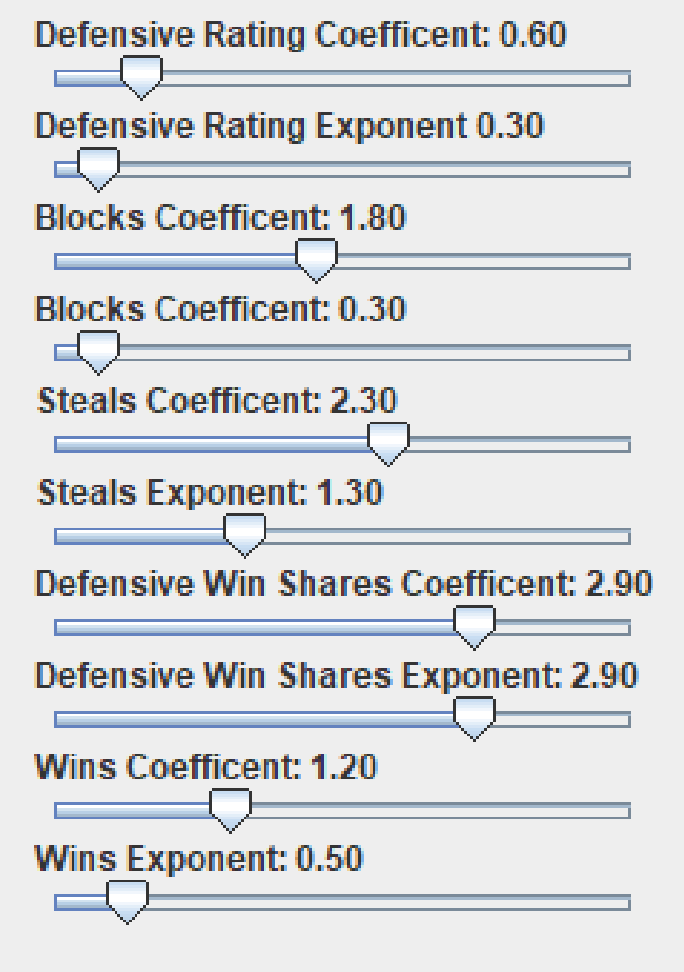 Defensive Rating Coefficent: 0.60
Defensive Rating Exponent 0.30
Blocks Coefficent: 1.80
Blocks Coefficent: 0.30
Steals Coefficent: 2.30
Steals Exponent: 1.30
Defensive Win Shares Coefficent: 2.90
Defensive Win Shares Exponent: 2.90
Wins Coefficent: 1.20
Wins Exponent: 0.50